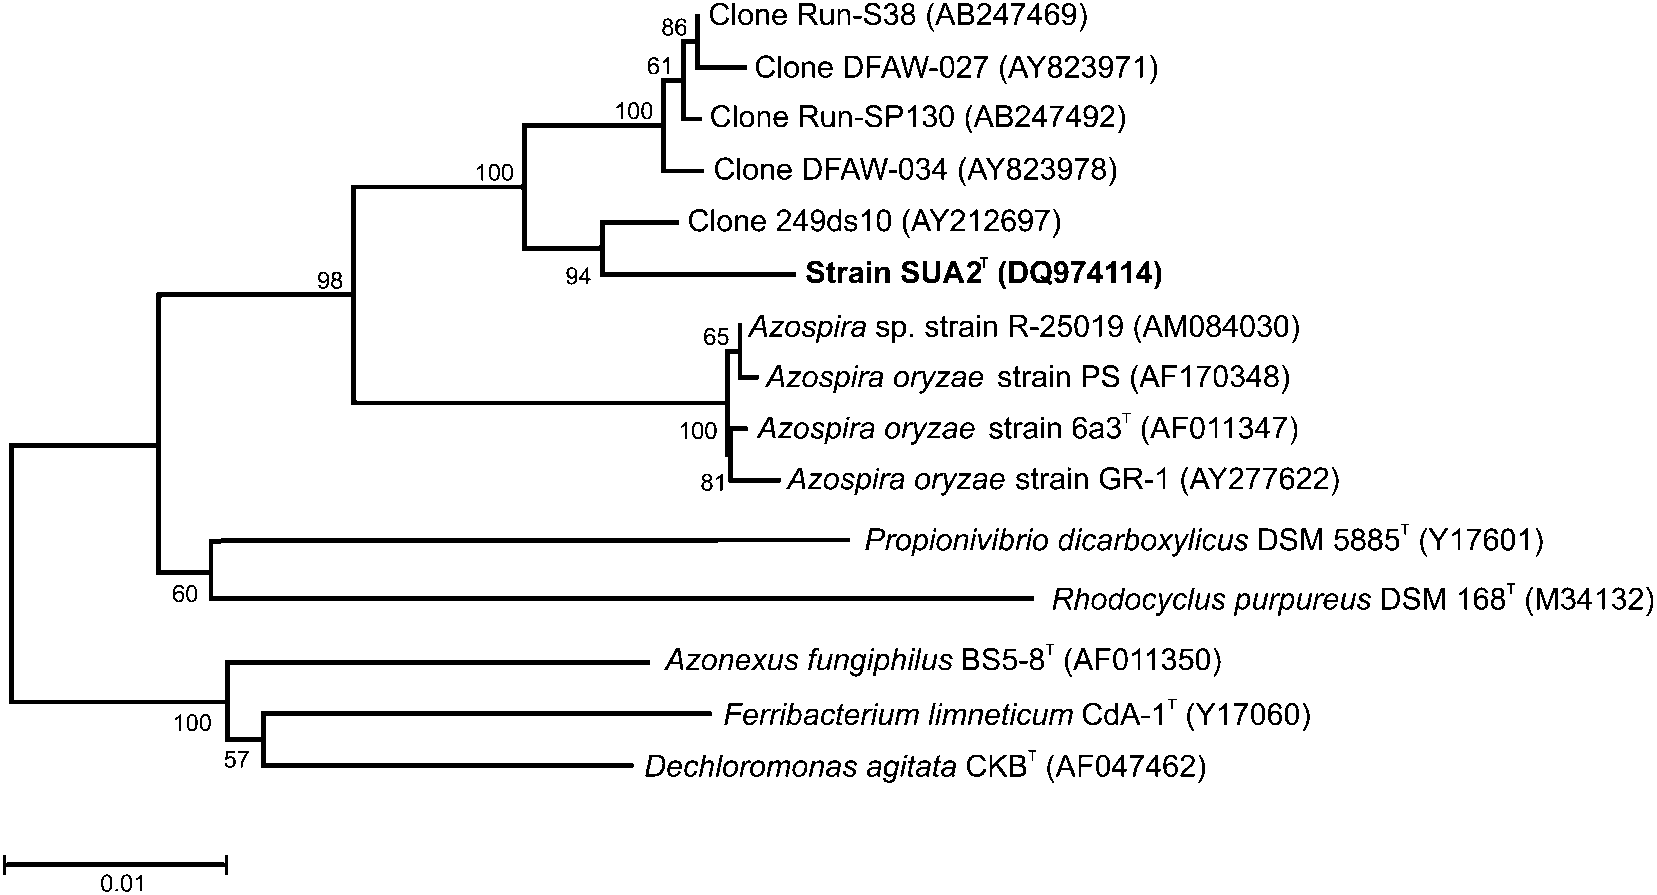 86 Clone Run-S38 (AB247469)
61 Clone DFAW-027 (AY823971)
100 Clone Run-SP130 (AB247492)
100 Clone DFAW-034 (AY823978)
Clone 249ds10 (AY212697)
94 Strain SUA2ᵀ (DQ974114)
98
65 Azospira sp. strain R-25019 (AM084030)
Azospira oryzae strain PS (AF170348)
100 Azospira oryzae strain 6a3ᵀ (AF011347)
81 Azospira oryzae strain GR-1 (AY277622)
Propionivibrio dicarboxylicus DSM 5885ᵀ (Y17601)
60 Rhodocyclus purpureus DSM 168ᵀ (M34132)
Azonexus fungiphilus BS5-8ᵀ (AF011350)
100 Ferribacterium limneticum CdA-1ᵀ (Y17060)
57 Dechloromonas agitata CKBᵀ (AF047462)
0.01